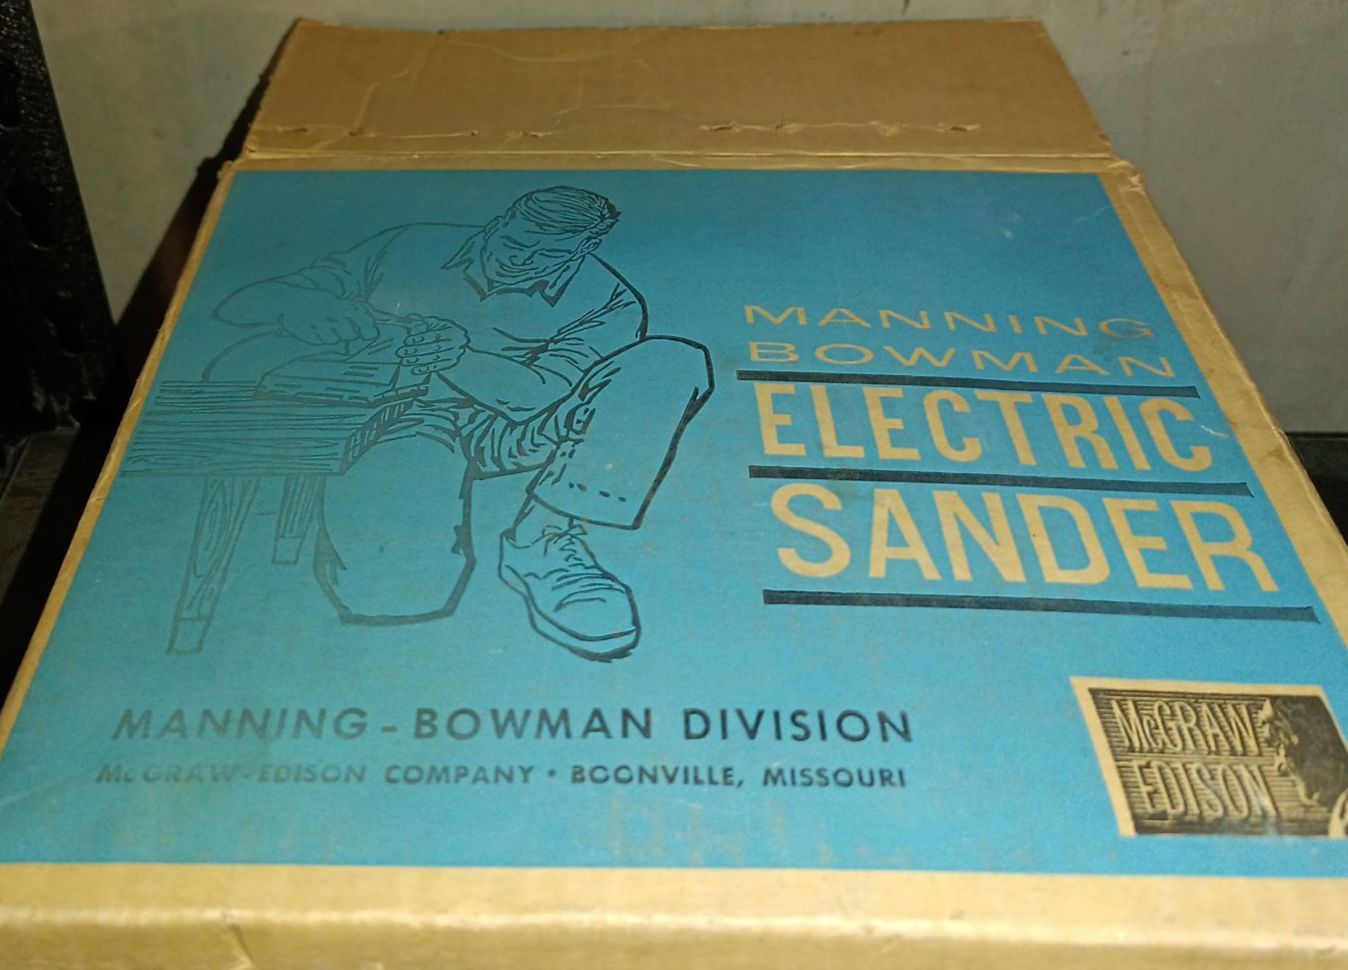 MANNING
BOWMAN
ELECTRIC
SANDER
MANNING-BOWMAN DIVISION
McGRAW-EDISON COMPANY • BOONVILLE, MISSOURI
McGRAW
EDISON